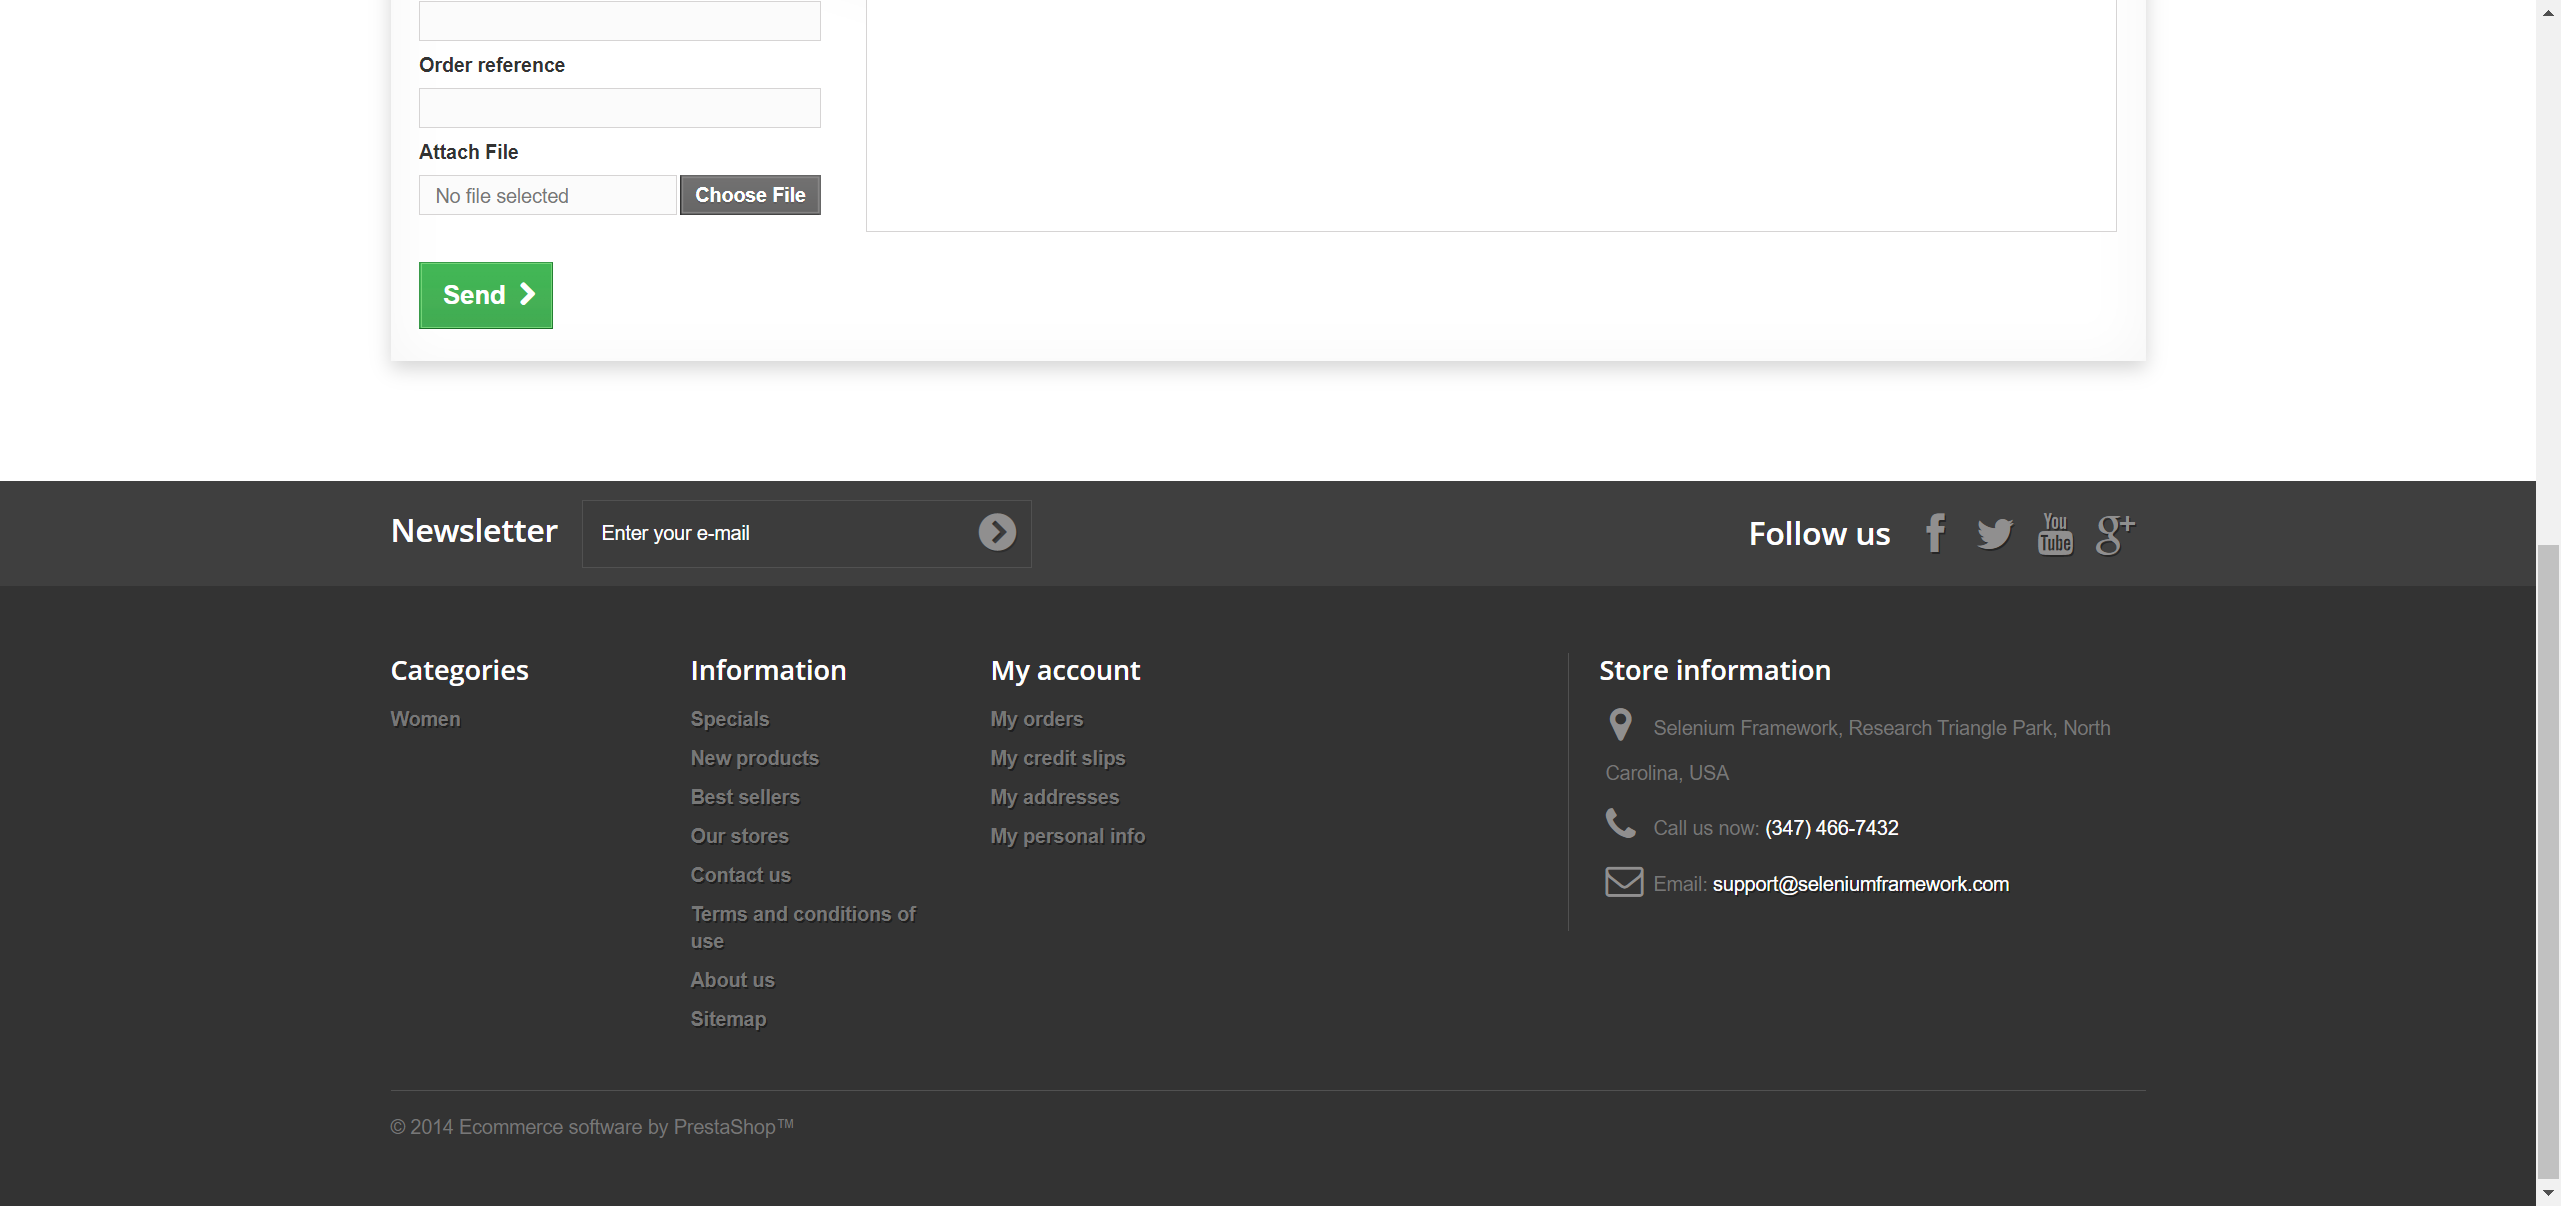 Order reference
Attach File
No file selected
Choose File
Send
Newsletter
Enter your e-mail
Follow us
You
Tube
g+
Categories
Women
Information
Specials
New products
Best sellers
Our stores
Contact us
Terms and conditions of
use
About us
Sitemap
My account
My orders
My credit slips
My addresses
My personal info
Store information
Selenium Framework, Research Triangle Park, North
Carolina, USA
Call us now: (347) 466-7432
Email: support@seleniumframework.com
© 2014 Ecommerce software by PrestaShop™